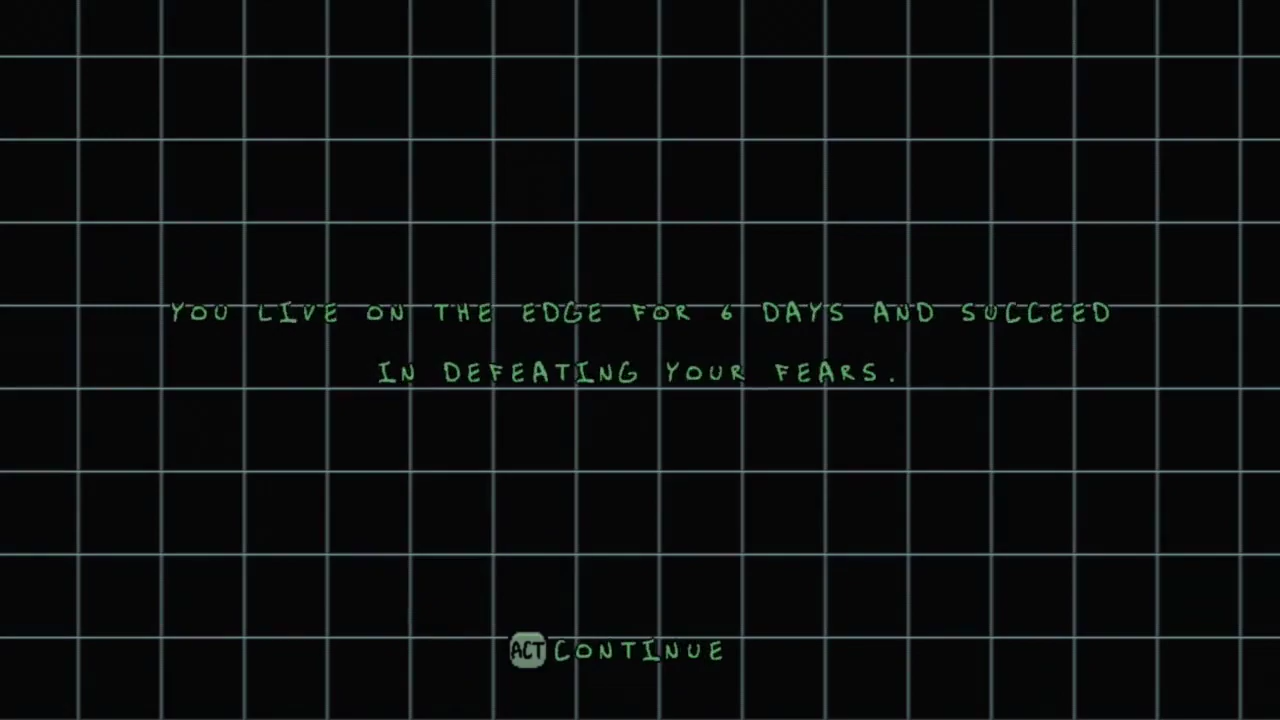 YOU LIVE ON THE EDGE FOR 6 DAYS AND SUCCEED
IN DEFEATING YOUR FEARS.
ACT CONTINUE